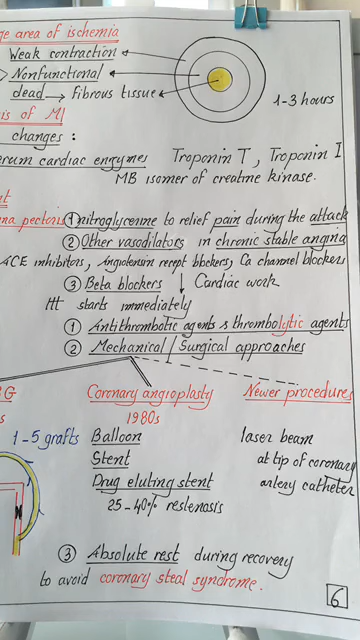 ge area of ischemia
Weak contraction
Nonfunctional
dead → Fibrous tissue
1-3 hours
is of MI
changes :
erum cardiac enzymes Troponin T, Troponin I
MB isomer of creatine kinase.
nt
ina pectoris ① nitroglycerine to relief pain during the attack
② Other vasodilators in chronic stable angina
ACE inhibitors, Angiotensin recept blockers, Ca channel blockers
③ Beta blockers ↓ Cardiac work
ttt starts immediately
① Antithrombotic agents & thrombolytic agents
② Mechanical / Surgical approaches
G Coronary angioplasty Newer procedures
s 1980s
1-5 grafts Balloon laser beam
Stent at tip of coronary
Drug eluting stent artery catheter
25-40% restenosis
③ Absolute rest during recovery
to avoid coronary steal syndrome.
6